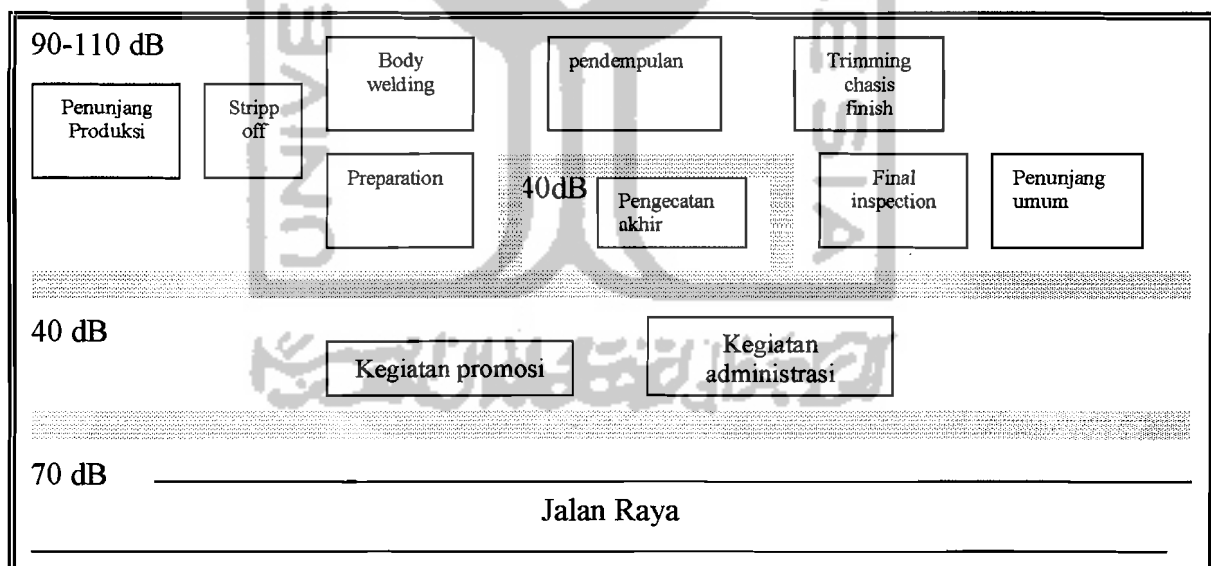 90-110 dB
Penunjang
Produksi
Stripp
off
Body
welding
pendempulan
Trimming
chasis
finish
Preparation
40dB
Pengecatan
akhir
Final
inspection
Penunjang
umum
40 dB
Kegiatan promosi
Kegiatan
administrasi
70 dB
Jalan Raya